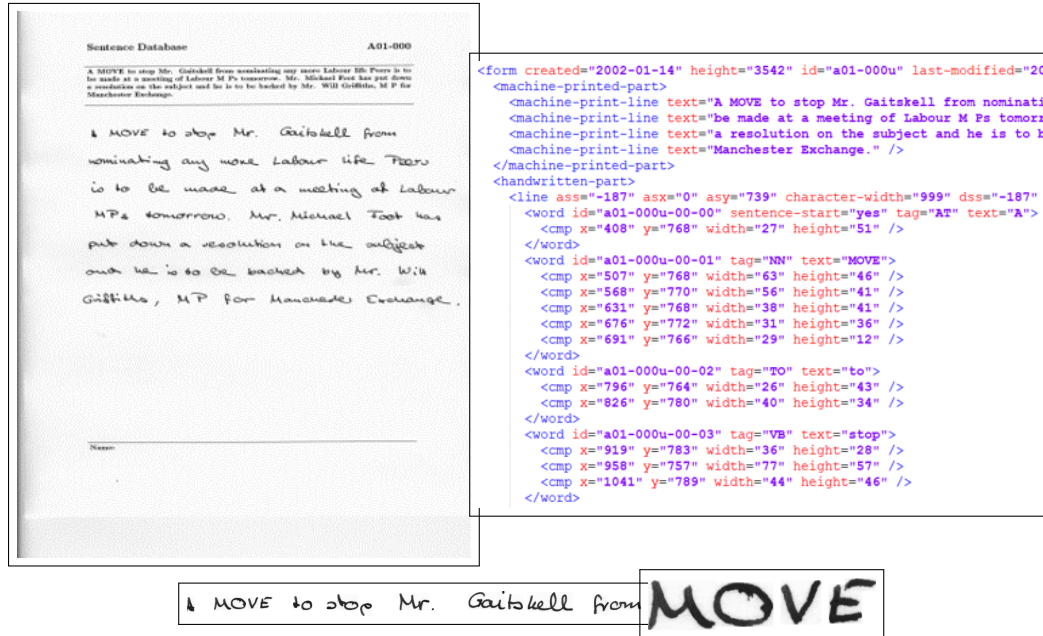 Sentence Database A01-000
A MOVE to stop Mr. Gaitskell from nominating any more Labour life Peers is to
be made at a meeting of Labour M Ps tomorrow. Mr. Michael Foot has put down
a resolution on the subject and he is to be backed by Mr. Will Griffiths, M P for
Manchester Exchange.
A MOVE to stop Mr. Gaitskell from
nominating any more Labour life Peers
is to be made at a meeting of Labour
MPs tomorrow. Mr. Michael Foot has
put down a resolution on the subject
and he is to be backed by Mr. Will
Griffiths, MP for Manchester Exchange.
Name:
<form created="2002-01-14" height="3542" id="a01-000u" last-modified="20
<machine-printed-part>
<machine-print-line text="A MOVE to stop Mr. Gaitskell from nominati
<machine-print-line text="be made at a meeting of Labour M Ps tomorr
<machine-print-line text="a resolution on the subject and he is to b
<machine-print-line text="Manchester Exchange." />
</machine-printed-part>
<handwritten-part>
<line ass="-187" asx="0" asy="739" character-width="999" dss="-187"
<word id="a01-000u-00-00" sentence-start="yes" tag="AT" text="A">
<cmp x="408" y="768" width="27" height="51" />
</word>
<word id="a01-000u-00-01" tag="NN" text="MOVE">
<cmp x="507" y="768" width="63" height="46" />
<cmp x="568" y="770" width="56" height="41" />
<cmp x="631" y="768" width="38" height="41" />
<cmp x="676" y="772" width="31" height="36" />
<cmp x="691" y="766" width="29" height="12" />
</word>
<word id="a01-000u-00-02" tag="TO" text="to">
<cmp x="796" y="764" width="26" height="43" />
<cmp x="826" y="780" width="40" height="34" />
</word>
<word id="a01-000u-00-03" tag="VB" text="stop">
<cmp x="919" y="783" width="36" height="28" />
<cmp x="958" y="757" width="77" height="57" />
<cmp x="1041" y="789" width="44" height="46" />
</word>
A MOVE to stop Mr. Gaitskell from
MOVE